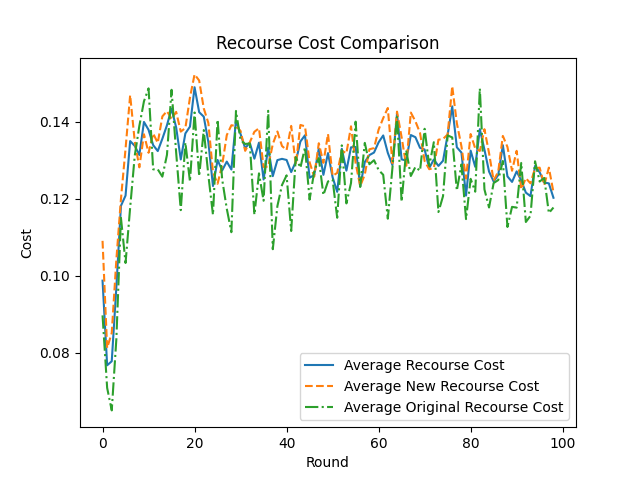 Recourse Cost Comparison
0.14
0.12
0.10
0.08
Cost
0
20
40
60
80
100
Round
Average Recourse Cost
Average New Recourse Cost
Average Original Recourse Cost